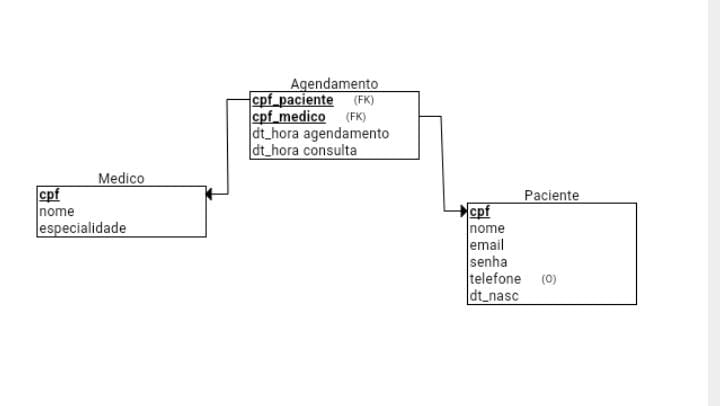 Agendamento
cpf_paciente (FK)
cpf_medico (FK)
dt_hora agendamento
dt_hora consulta
Medico
cpf
nome
especialidade
Paciente
cpf
nome
email
senha
telefone (O)
dt_nasc